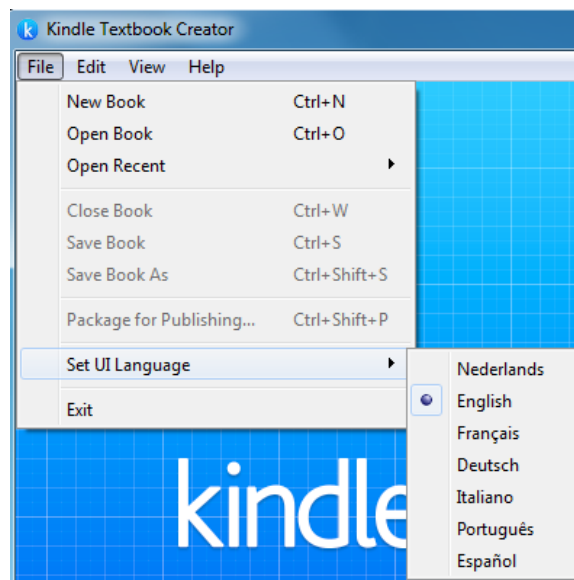 Kindle Textbook Creator
File Edit View Help
New Book Ctrl+N
Open Book Ctrl+O
Open Recent
Close Book Ctrl+W
Save Book Ctrl+S
Save Book As Ctrl+Shift+S
Package for Publishing... Ctrl+Shift+P
Set UI Language
Exit
Nederlands
English
Français
Deutsch
Italiano
Português
Español
kindle